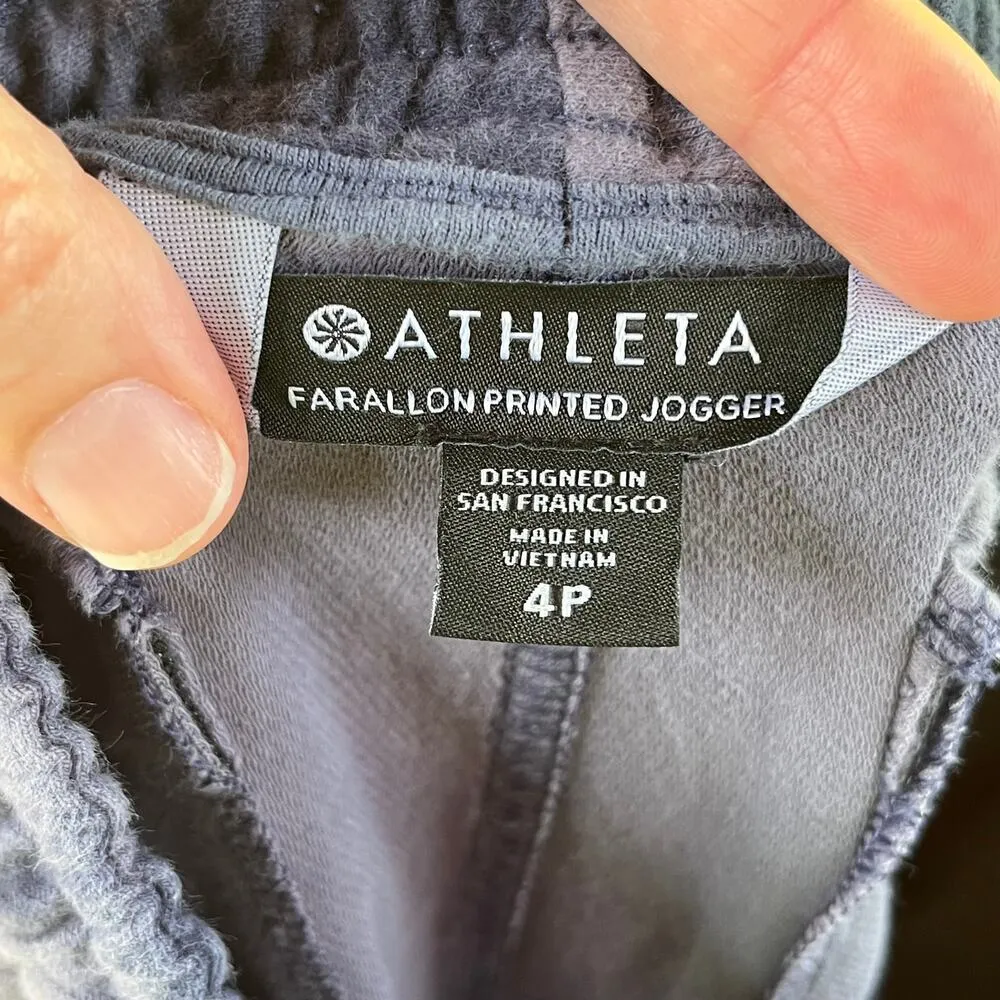 ATHLETA
FARALLON PRINTED JOGGER
DESIGNED IN
SAN FRANCISCO
MADE IN
VIETNAM
4P